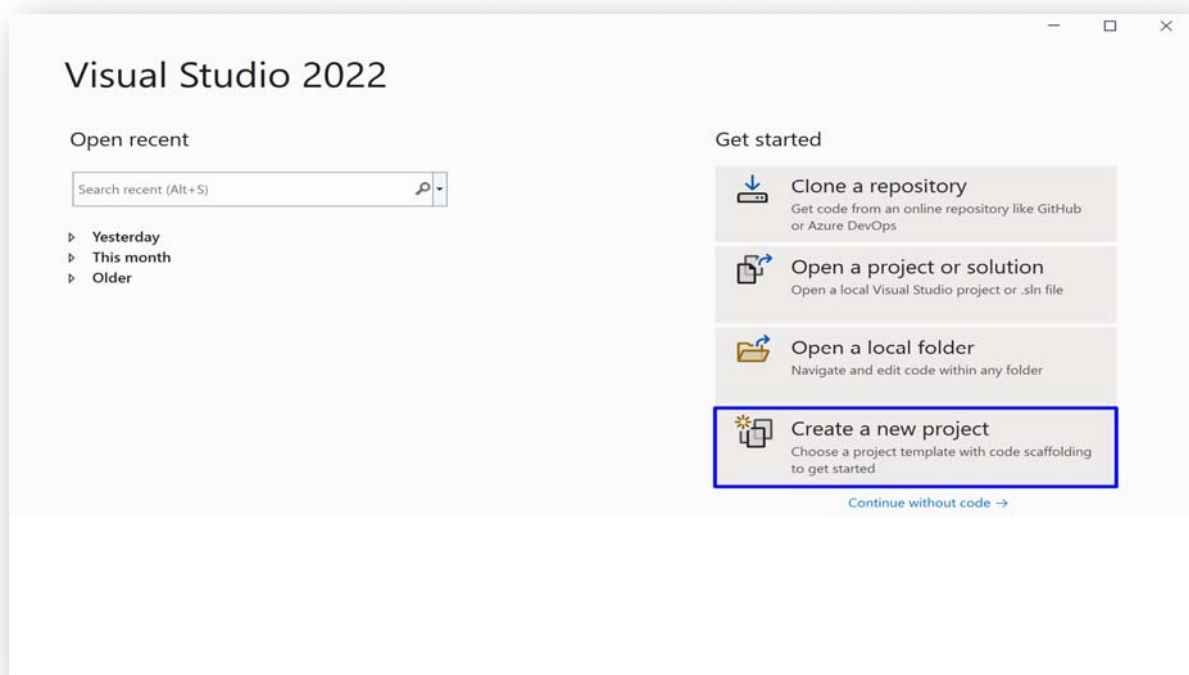 Visual Studio 2022
Open recent
Search recent (Alt+S)
Yesterday
This month
Older
Get started
Clone a repository
Get code from an online repository like GitHub
or Azure DevOps
Open a project or solution
Open a local Visual Studio project or .sln file
Open a local folder
Navigate and edit code within any folder
Create a new project
Choose a project template with code scaffolding
to get started
Continue without code →